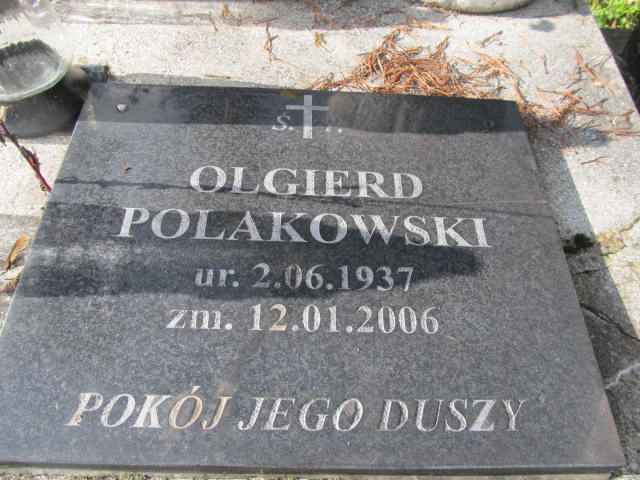 Ś. P.
OLGIERD
POLAKOWSKI
ur. 2.06.1937
zm. 12.01.2006
POKÓJ JEGO DUSZY